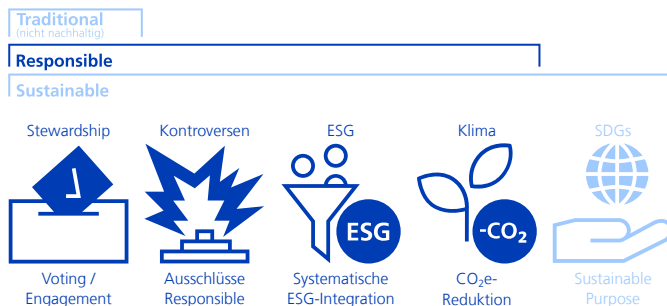 Traditional
(nicht nachhaltig)
Responsible
Sustainable
Stewardship
Kontroversen
ESG
Klima
SDGs
ESG
-CO₂
Voting /
Engagement
Ausschlüsse
Responsible
Systematische
ESG-Integration
CO₂e-
Reduktion
Sustainable
Purpose